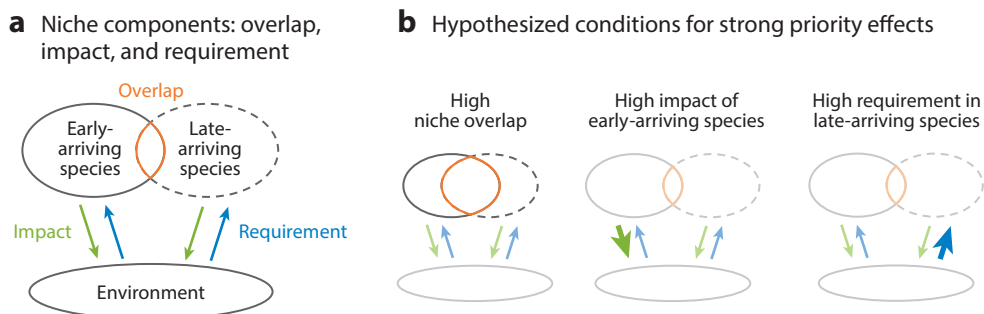 a Niche components: overlap,
impact, and requirement
Overlap
Early-
arriving
species
Late-
arriving
species
Impact
Requirement
Environment
b Hypothesized conditions for strong priority effects
High
niche overlap
High impact of
early-arriving species
High requirement in
late-arriving species